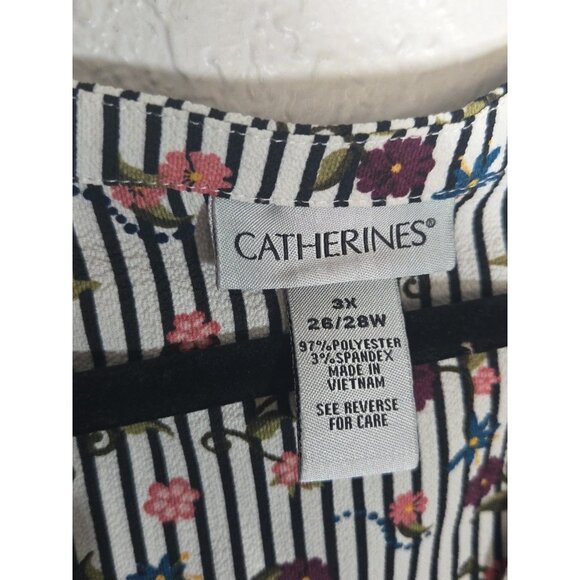 CATHERINES®
3X
26/28W
97%POLYESTER
3%SPANDEX
MADE IN
VIETNAM
SEE REVERSE
FOR CARE